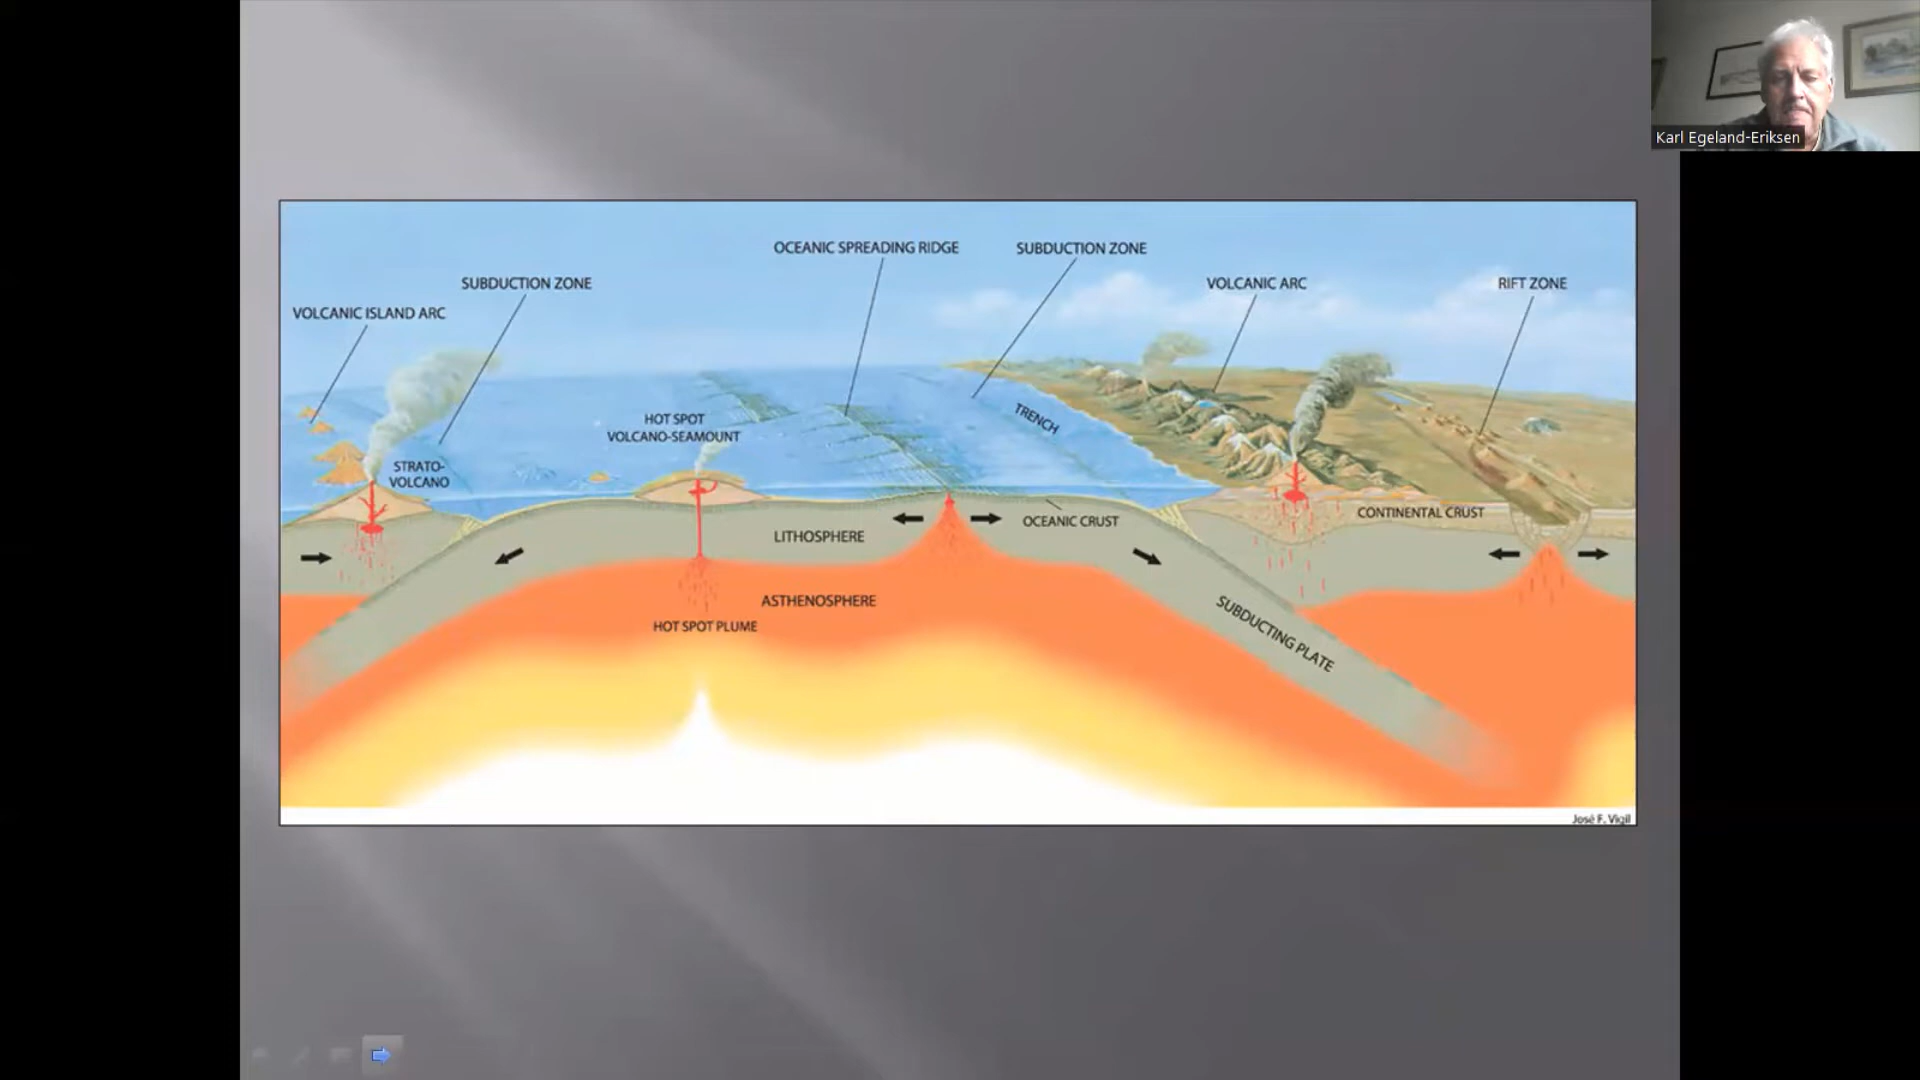 Karl Egeland-Eriksen
OCEANIC SPREADING RIDGE
SUBDUCTION ZONE
SUBDUCTION ZONE
VOLCANIC ARC
RIFT ZONE
VOLCANIC ISLAND ARC
HOT SPOT
VOLCANO-SEAMOUNT
TRENCH
STRATO-
VOLCANO
CONTINENTAL CRUST
OCEANIC CRUST
LITHOSPHERE
ASTHENOSPHERE
HOT SPOT PLUME
SUBDUCTING PLATE
José F. Vigil